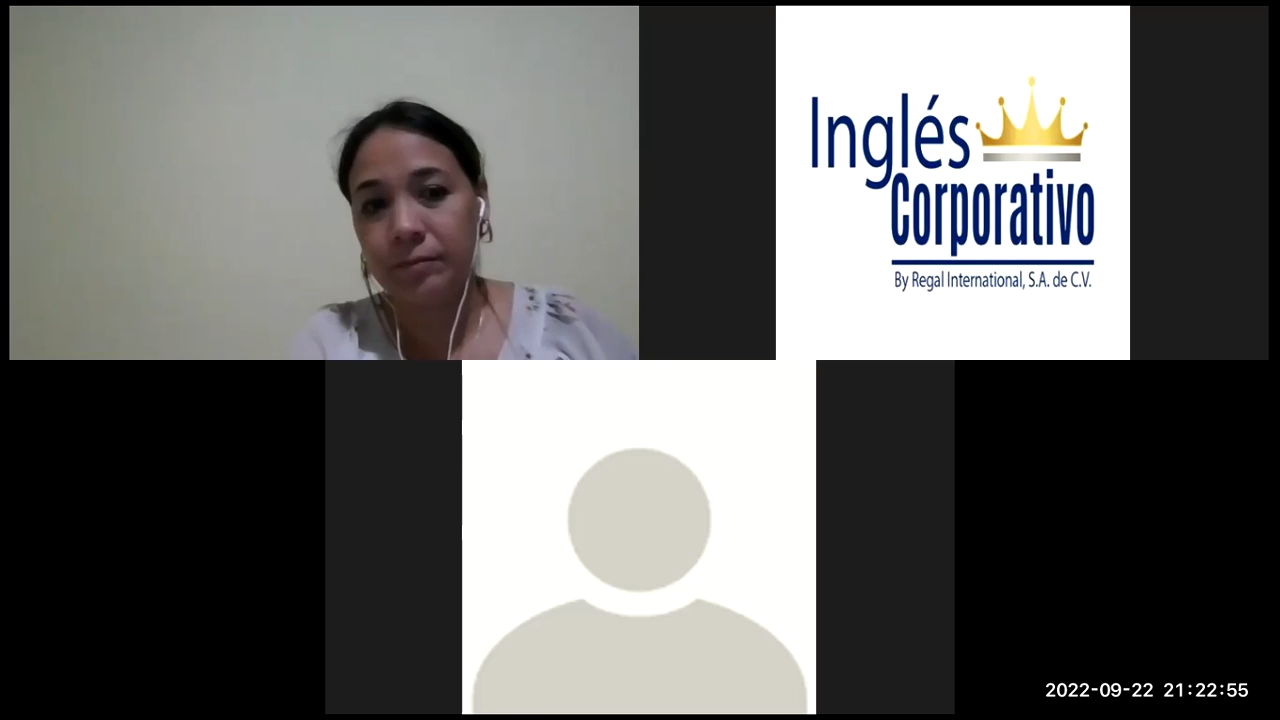 Inglés
Corporativo
By Regal International, S.A. de C.V.
2022-09-22 21:22:55